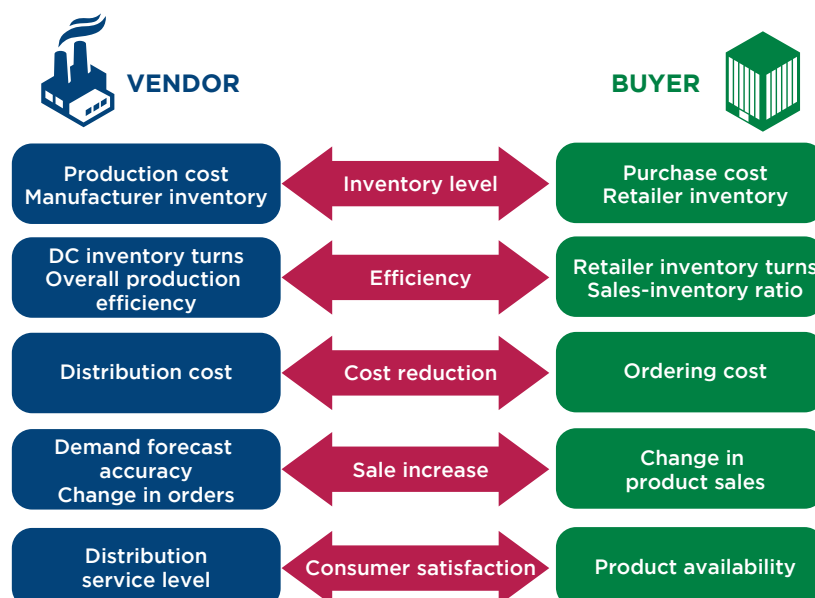 VENDOR
BUYER
Production cost
Manufacturer inventory
Inventory level
Purchase cost
Retailer inventory
DC inventory turns
Overall production
efficiency
Efficiency
Retailer inventory turns
Sales-inventory ratio
Distribution cost
Cost reduction
Ordering cost
Demand forecast
accuracy
Change in orders
Sale increase
Change in
product sales
Distribution
service level
Consumer satisfaction
Product availability